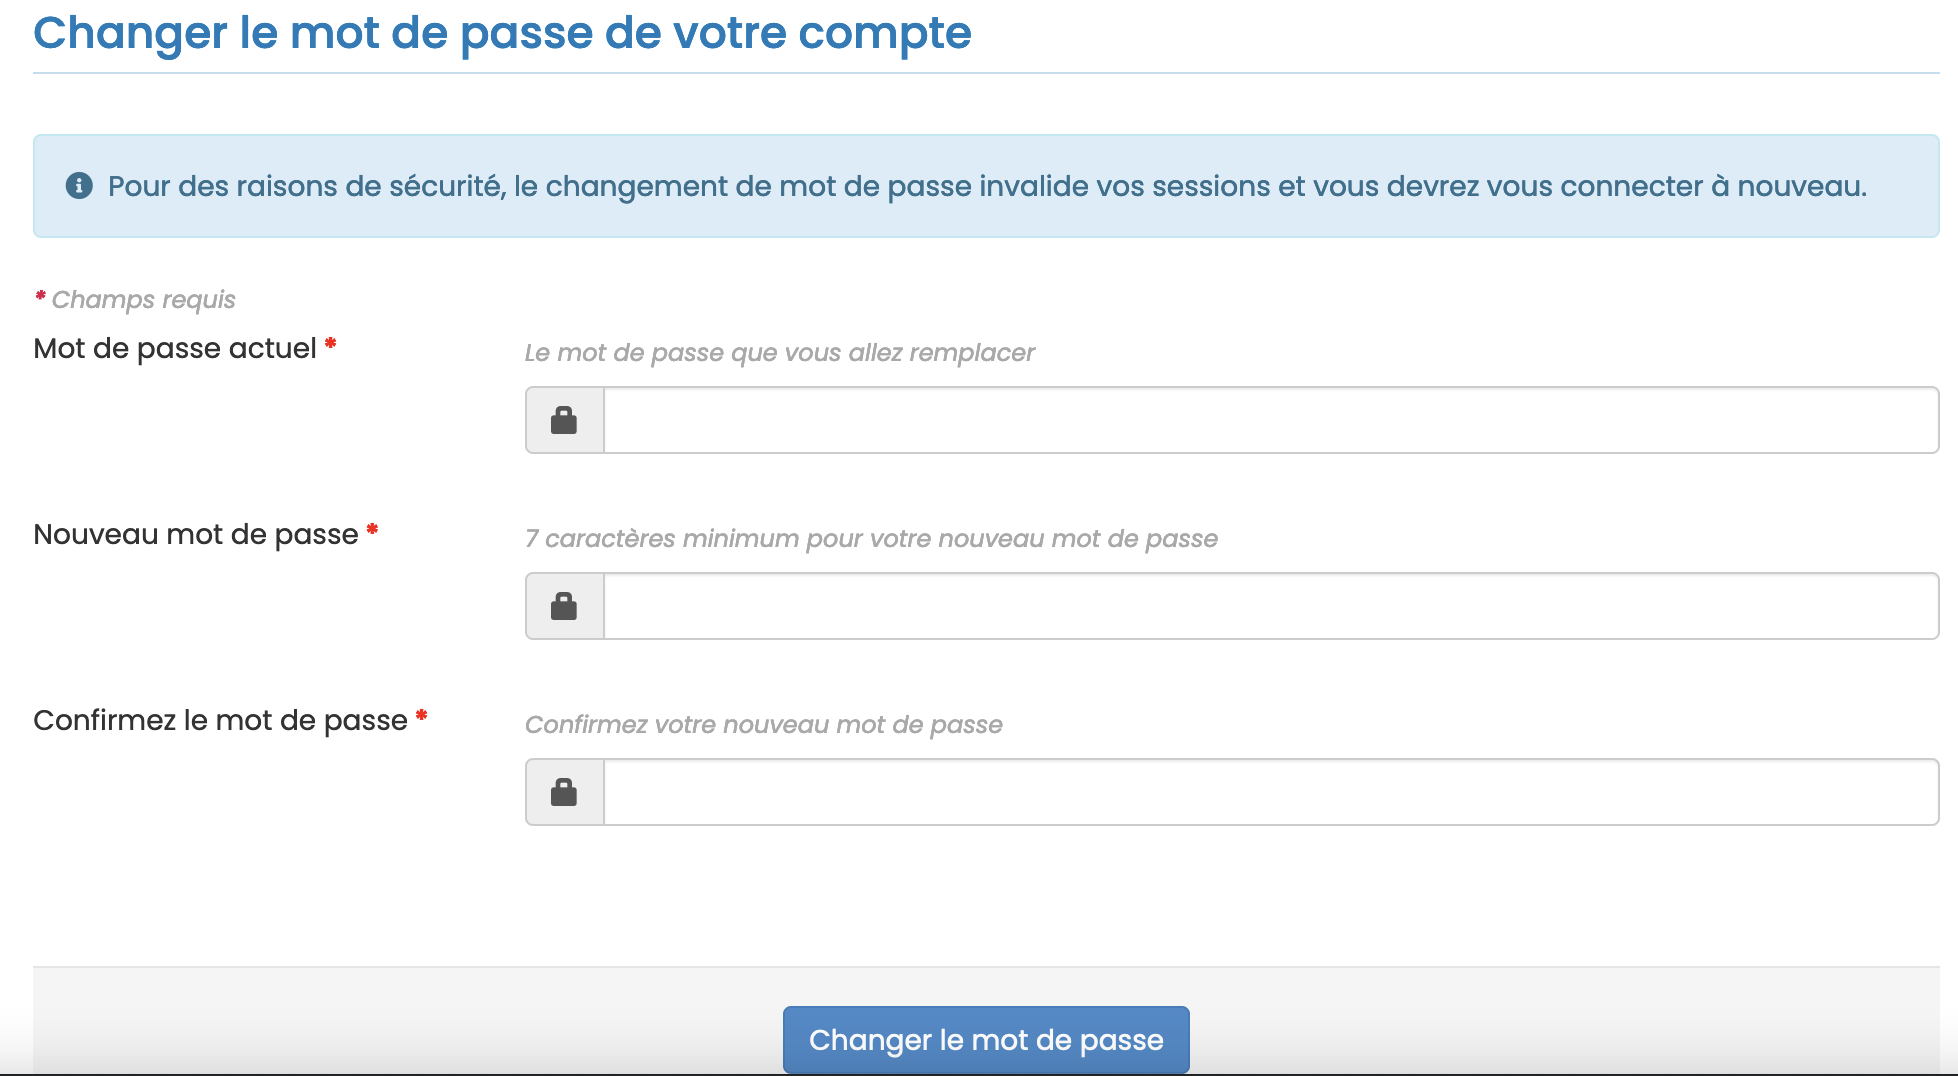 Changer le mot de passe de votre compte
Pour des raisons de sécurité, le changement de mot de passe invalide vos sessions et vous devrez vous connecter à nouveau.
* Champs requis
Mot de passe actuel *
Le mot de passe que vous allez remplacer
Nouveau mot de passe *
7 caractères minimum pour votre nouveau mot de passe
Confirmez le mot de passe *
Confirmez votre nouveau mot de passe
Changer le mot de passe